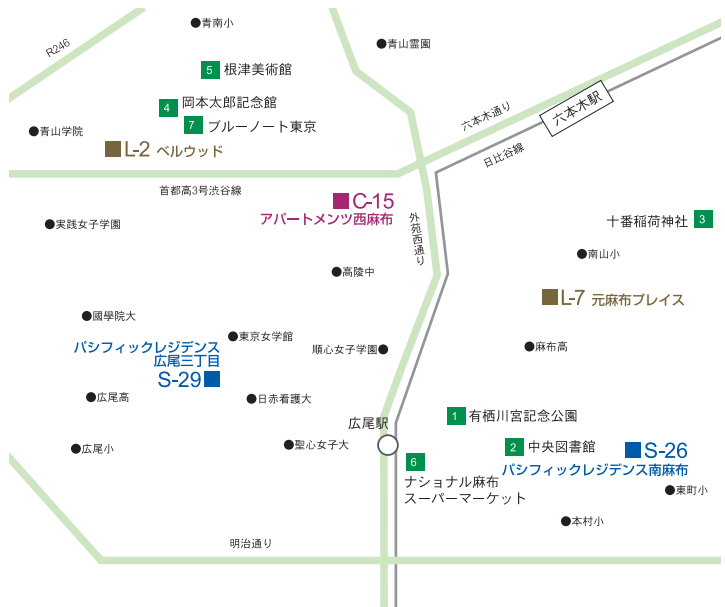 青南小
青山霊園
R246
5 根津美術館
4 岡本太郎記念館
7 ブルーノート東京
青山学院
L-2 ベルウッド
六本木通り
六本木駅
日比谷線
首都高3号渋谷線
C-15
アパートメンツ西麻布
外苑西通り
十番稲荷神社 3
実践女子学園
南山小
高陵中
L-7 元麻布プレイス
國學院大
東京女学館
順心女子学園
麻布高
パシフィックレジデンス
広尾三丁目
S-29
広尾高
日赤看護大
広尾駅
1 有栖川宮記念公園
広尾小
聖心女子大
2 中央図書館
S-26
パシフィックレジデンス南麻布
6
ナショナル麻布
スーパーマーケット
東町小
本村小
明治通り